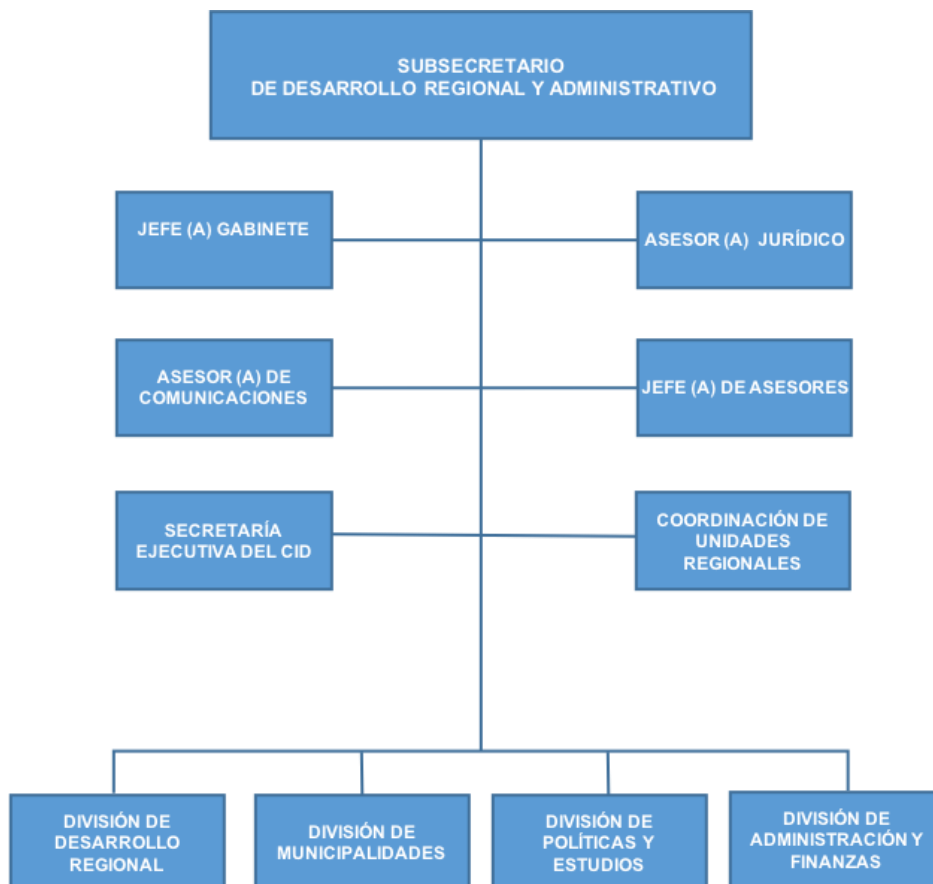 SUBSECRETARIO
DE DESARROLLO REGIONAL Y ADMINISTRATIVO
JEFE (A) GABINETE
ASESOR (A) JURÍDICO
ASESOR (A) DE
COMUNICACIONES
JEFE (A) DE ASESORES
SECRETARÍA
EJECUTIVA DEL CID
COORDINACIÓN DE
UNIDADES
REGIONALES
DIVISIÓN DE
DESARROLLO
REGIONAL
DIVISIÓN DE
MUNICIPALIDADES
DIVISIÓN DE
POLÍTICAS Y
ESTUDIOS
DIVISIÓN DE
ADMINISTRACIÓN Y
FINANZAS